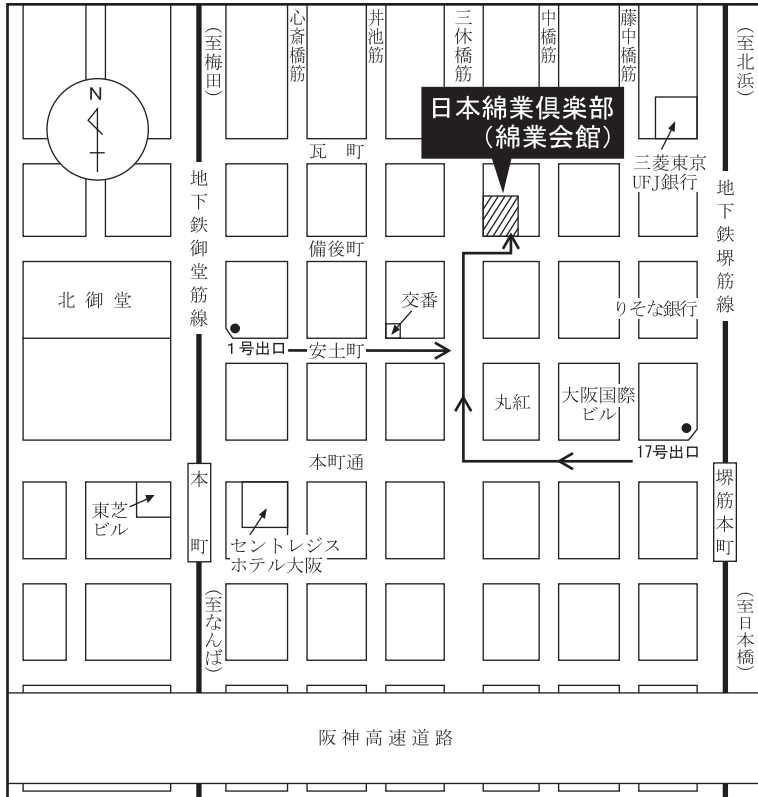 (至梅田)
心斎橋筋
丼池筋
三休橋筋
中橋筋
藤中橋筋
(至北浜)
N
日本綿業倶楽部
(綿業会館)
瓦町
三菱東京
UFJ銀行
地下鉄御堂筋線
地下鉄堺筋線
備後町
北御堂
交番
りそな銀行
1号出口
安土町
丸紅
大阪国際
ビル
17号出口
本町通
本町
堺筋本町
東芝
ビル
セントレジス
ホテル大阪
(至なんば)
(至日本橋)
阪神高速道路